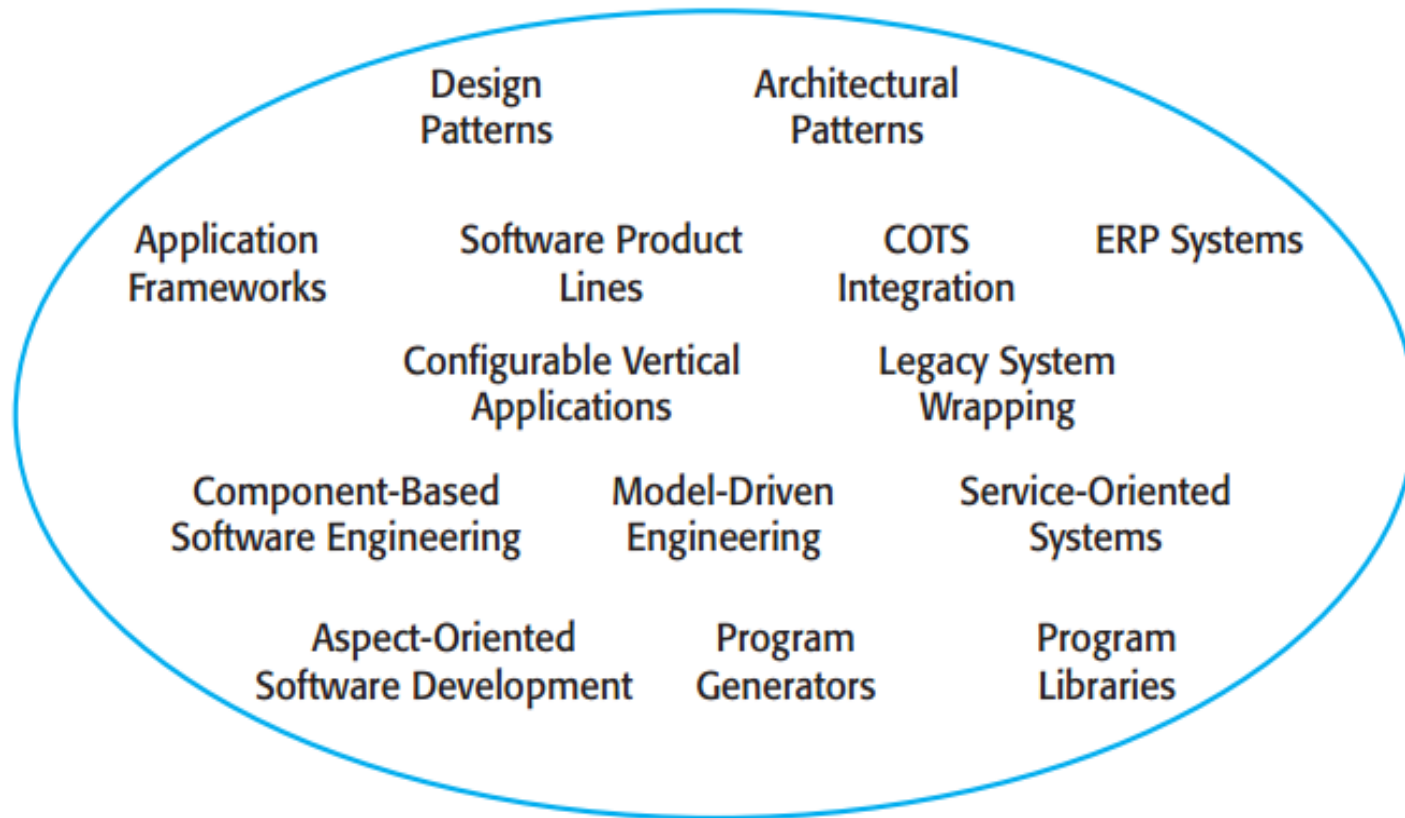 Design
Patterns
Architectural
Patterns
Application
Frameworks
Software Product
Lines
COTS
Integration
ERP Systems
Configurable Vertical
Applications
Legacy System
Wrapping
Component-Based
Software Engineering
Model-Driven
Engineering
Service-Oriented
Systems
Aspect-Oriented
Software Development
Program
Generators
Program
Libraries